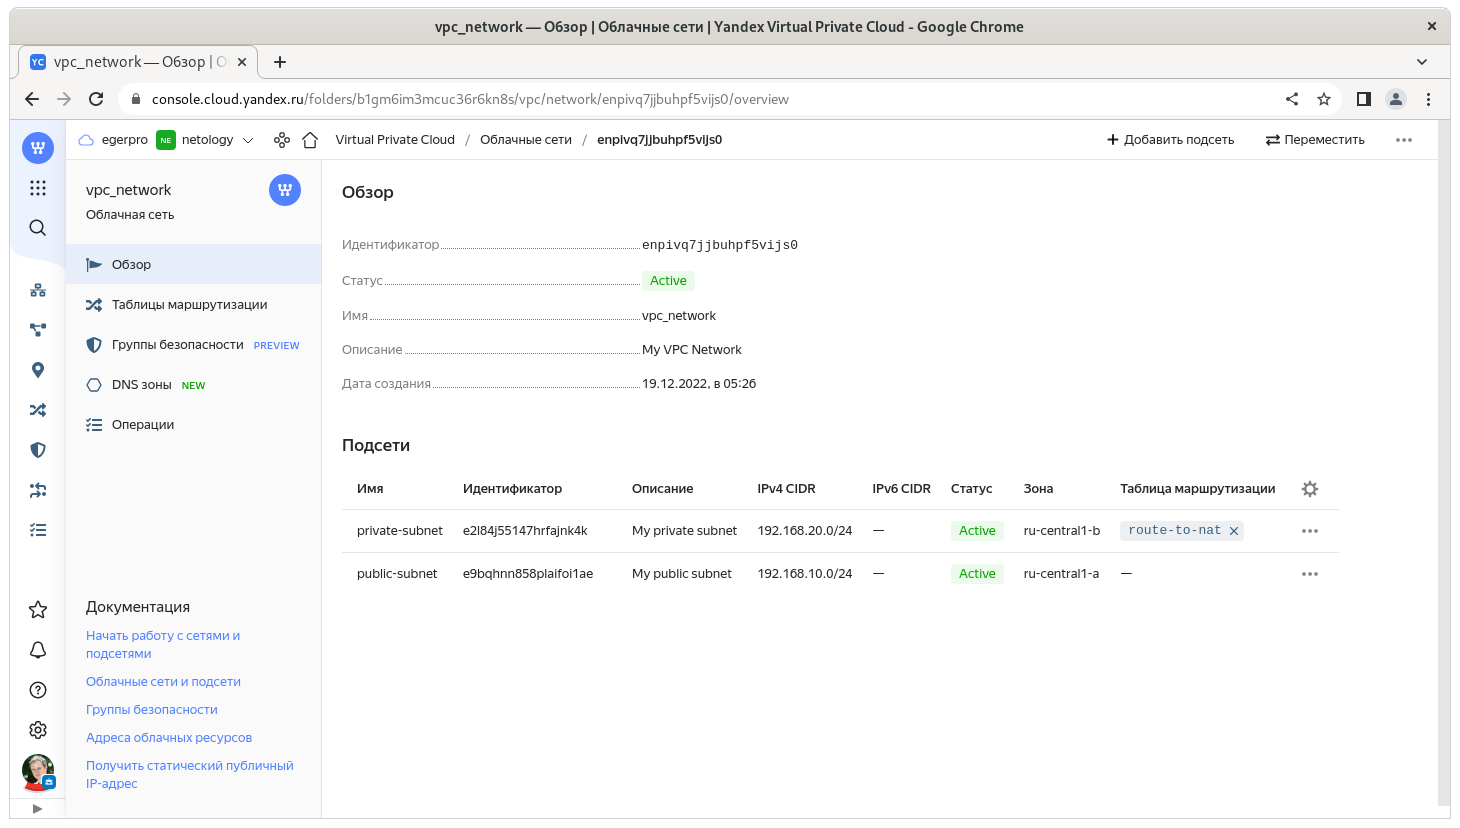 vpc_network — Обзор | Облачные сети | Yandex Virtual Private Cloud - Google Chrome
YC vpc_network — Обзор | О
console.cloud.yandex.ru/folders/b1gm6im3mcuc36r6kn8s/vpc/network/enpivq7jjbuhpf5vijs0/overview
egerpro NE netology Virtual Private Cloud / Облачные сети / enpivq7jjbuhpf5vijs0 Добавить подсеть Переместить
vpc_network
Облачная сеть
Обзор
Таблицы маршрутизации
Группы безопасности PREVIEW
DNS зоны NEW
Операции
Документация
Начать работу с сетями и
подсетями
Облачные сети и подсети
Группы безопасности
Адреса облачных ресурсов
Получить статический публичный
IP-адрес
Обзор
Идентификатор enpivq7jjbuhpf5vijs0
Статус Active
Имя vpc_network
Описание My VPC Network
Дата создания 19.12.2022, в 05:26
Подсети
Имя Идентификатор Описание IPv4 CIDR IPv6 CIDR Статус Зона Таблица маршрутизации
private-subnet e2l84j55147hrfajnk4k My private subnet 192.168.20.0/24 — Active ru-central1-b route-to-nat
public-subnet e9bqhnn858plaifoi1ae My public subnet 192.168.10.0/24 — Active ru-central1-a —